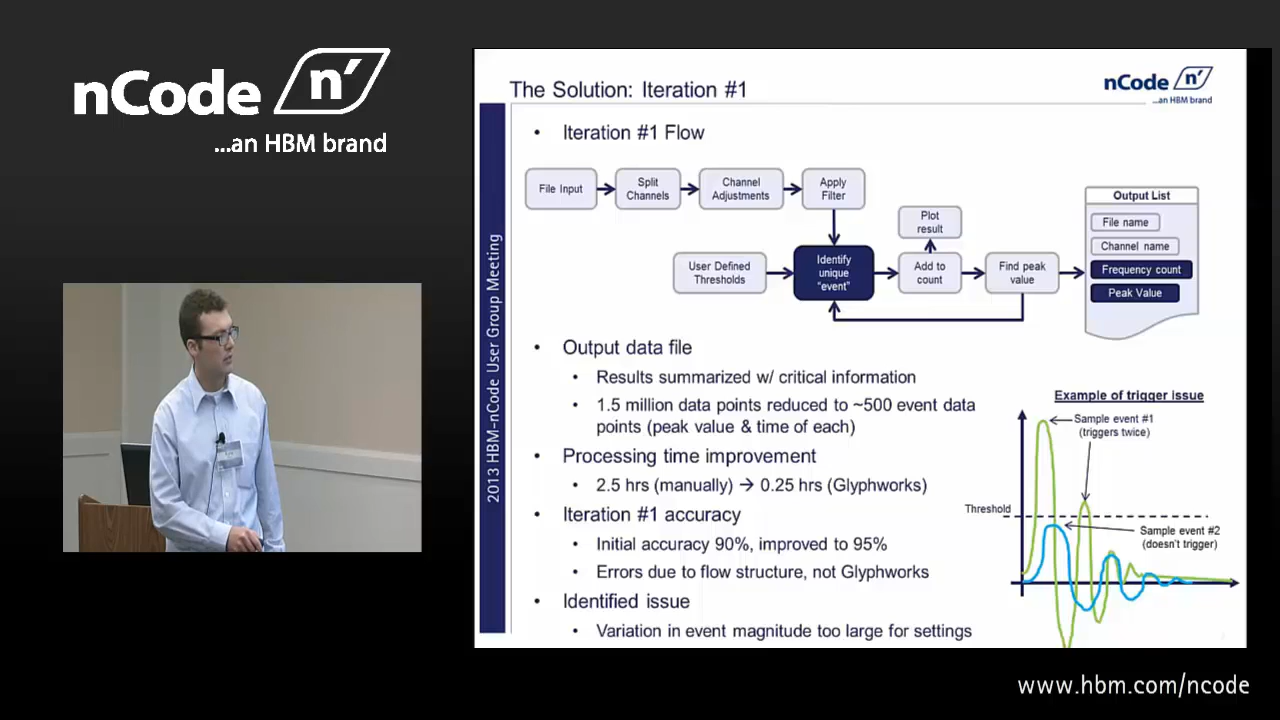 nCode n'
...an HBM brand
The Solution: Iteration #1
nCode n'
...an HBM brand
2013 HBM-nCode User Group Meeting
• Iteration #1 Flow
File Input
Split
Channels
Channel
Adjustments
Apply
Filter
User Defined
Thresholds
Identify
unique
"event"
Plot
result
Add to
count
Find peak
value
Output List
File name
Channel name
Frequency count
Peak Value
• Output data file
• Results summarized w/ critical information
• 1.5 million data points reduced to ~500 event data
points (peak value & time of each)
• Processing time improvement
• 2.5 hrs (manually) → 0.25 hrs (Glyphworks)
• Iteration #1 accuracy
• Initial accuracy 90%, improved to 95%
• Errors due to flow structure, not Glyphworks
• Identified issue
• Variation in event magnitude too large for settings
Example of trigger issue
Sample event #1
(triggers twice)
Threshold
Sample event #2
(doesn't trigger)
www.hbm.com/ncode